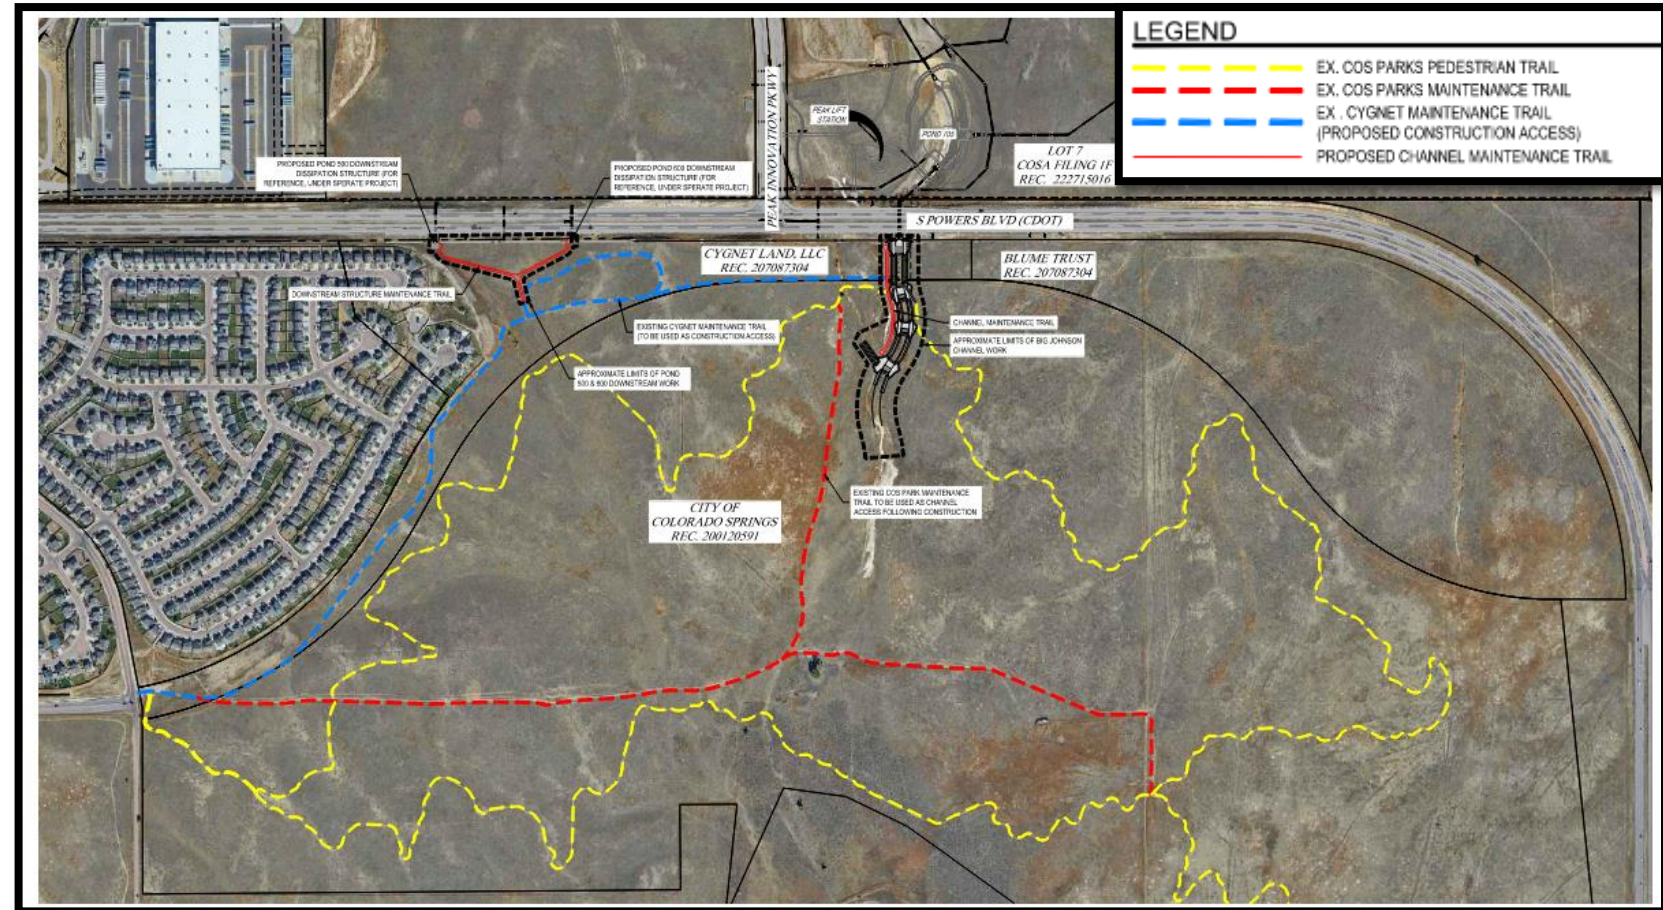 LEGEND
EX. COS PARKS PEDESTRIAN TRAIL
EX. COS PARKS MAINTENANCE TRAIL
EX . CYGNET MAINTENANCE TRAIL
(PROPOSED CONSTRUCTION ACCESS)
PROPOSED CHANNEL MAINTENANCE TRAIL
PEAK INNOVATION PKWY
PEAK LIFT
STATION
POND 705
LOT 7
COSA FILING 1F
REC. 222715016
PROPOSED POND 500 DOWNSTREAM
DISSIPATION STRUCTURE (FOR
REFERENCE, UNDER SPERATE PROJECT)
PROPOSED POND 600 DOWNSTREAM
DISSIPATION STRUCTURE (FOR
REFERENCE, UNDER SPERATE PROJECT)
S POWERS BLVD (CDOT)
CYGNET LAND, LLC
REC. 207087304
BLUME TRUST
REC. 207087304
DOWNSTREAM STRUCTURE MAINTENANCE TRAIL
EXISTING CYGNET MAINTENANCE TRAIL
(TO BE USED AS CONSTRUCTION ACCESS)
CHANNEL MAINTENANCE TRAIL
APPROXIMATE LIMITS OF BIG JOHNSON
CHANNEL WORK
APPROXIMATE LIMITS OF POND
500 & 600 DOWNSTREAM WORK
EXISTING COS PARK MAINTENANCE
TRAIL TO BE USED AS CHANNEL
ACCESS FOLLOWING CONSTRUCTION
CITY OF
COLORADO SPRINGS
REC. 200120591